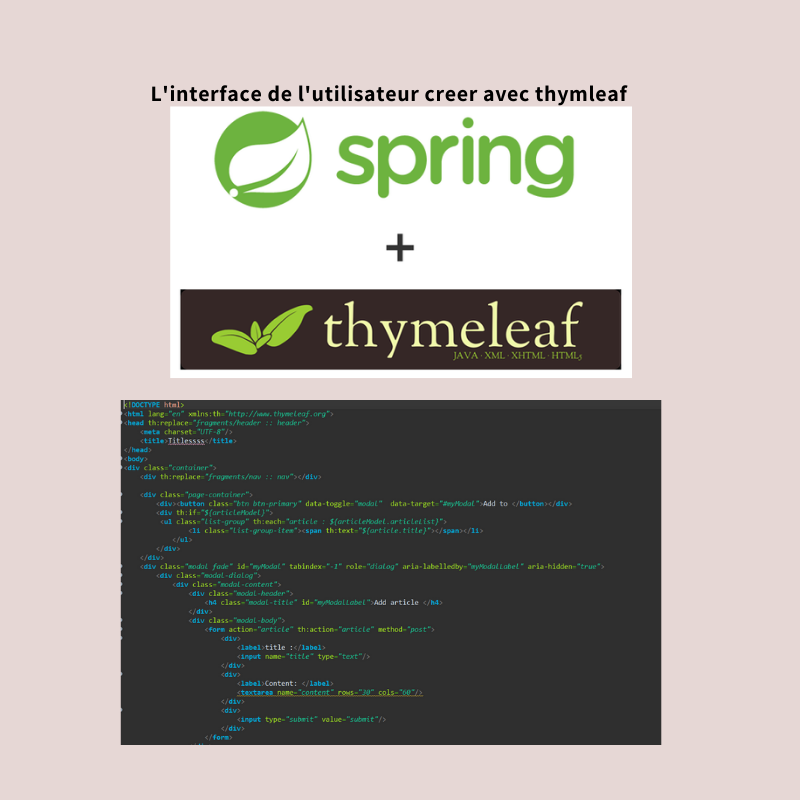 L'interface de l'utilisateur creer avec thymleaf
spring
+
thymeleaf
JAVA · XML · XHTML · HTML5
<!DOCTYPE html>
<html lang="en" xmlns:th="http://www.thymeleaf.org">
<head th:replace="fragments/header :: header">
<meta charset="UTF-8"/>
<title>Titlessss</title>
</head>
<body>
<div class="container">
<div th:replace="fragments/nav :: nav"></div>
<div class="page-container">
<div><button class="btn btn-primary" data-toggle="modal" data-target="#myModal">Add to </button></div>
<div th:if="${articleModel}">
<ul class="list-group" th:each="article : ${articleModel.articleList}">
<li class="list-group-item"><span th:text="${article.title}"></span></li>
</ul>
</div>
</div>
<div class="modal fade" id="myModal" tabindex="-1" role="dialog" aria-labelledby="myModalLabel" aria-hidden="true">
<div class="modal-dialog">
<div class="modal-content">
<div class="modal-header">
<h4 class="modal-title" id="myModalLabel">Add article </h4>
</div>
<div class="modal-body">
<form action="article" th:action="article" method="post">
<div>
<label>title :</label>
<input name="title" type="text"/>
</div>
<div>
<label>Content: </label>
<textarea name="content" rows="30" cols="60"/>
</div>
<div>
<input type="submit" value="submit"/>
</div>
</form>